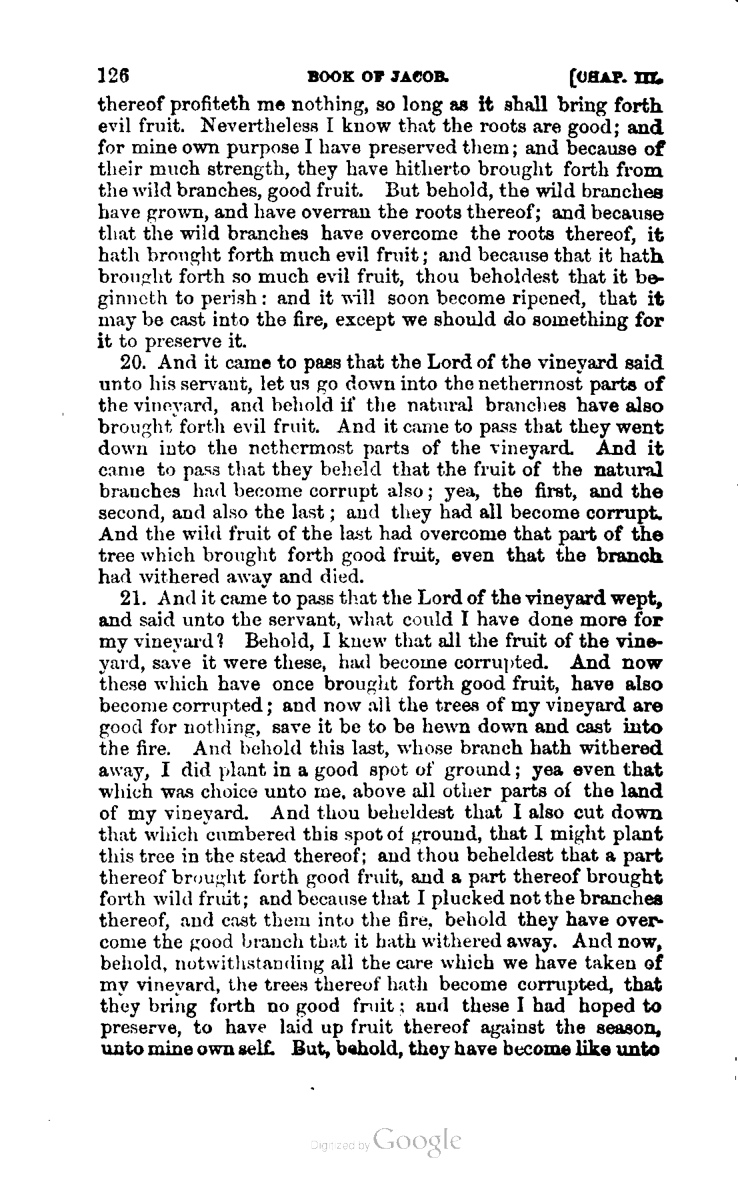 126 BOOK OF JACOB. [CHAP. III.
thereof profiteth me nothing, so long as it shall bring forth
evil fruit. Nevertheless I know that the roots are good; and
for mine own purpose I have preserved them; and because of
their much strength, they have hitherto brought forth from
the wild branches, good fruit. But behold, the wild branches
have grown, and have overran the roots thereof; and because
that the wild branches have overcome the roots thereof, it
hath brought forth much evil fruit; and because that it hath
brought forth so much evil fruit, thou beholdest that it be-
ginneth to perish: and it will soon become ripened, that it
may be cast into the fire, except we should do something for
it to preserve it.
20. And it came to pass that the Lord of the vineyard said
unto his servant, let us go down into the nethermost parts of
the vineyard, and behold if the natural branches have also
brought forth evil fruit. And it came to pass that they went
down into the nethermost parts of the vineyard. And it
came to pass that they beheld that the fruit of the natural
branches had become corrupt also; yea, the first, and the
second, and also the last; and they had all become corrupt.
And the wild fruit of the last had overcome that part of the
tree which brought forth good fruit, even that the branch
had withered away and died.
21. And it came to pass that the Lord of the vineyard wept,
and said unto the servant, what could I have done more for
my vineyard? Behold, I knew that all the fruit of the vine-
yard, save it were these, had become corrupted. And now
these which have once brought forth good fruit, have also
become corrupted; and now all the trees of my vineyard are
good for nothing, save it be to be hewn down and cast into
the fire. And behold this last, whose branch hath withered
away, I did plant in a good spot of ground; yea even that
which was choice unto me, above all other parts of the land
of my vineyard. And thou beheldest that I also cut down
that which cumbered this spot of ground, that I might plant
this tree in the stead thereof; and thou beheldest that a part
thereof brought forth good fruit, and a part thereof brought
forth wild fruit; and because that I plucked not the branches
thereof, and cast them into the fire, behold they have over-
come the good branch that it hath withered away. And now,
behold, notwithstanding all the care which we have taken of
my vineyard, the trees thereof hath become corrupted, that
they bring forth no good fruit; and these I had hoped to
preserve, to have laid up fruit thereof against the season,
unto mine own self. But, behold, they have become like unto
Digitized by Google